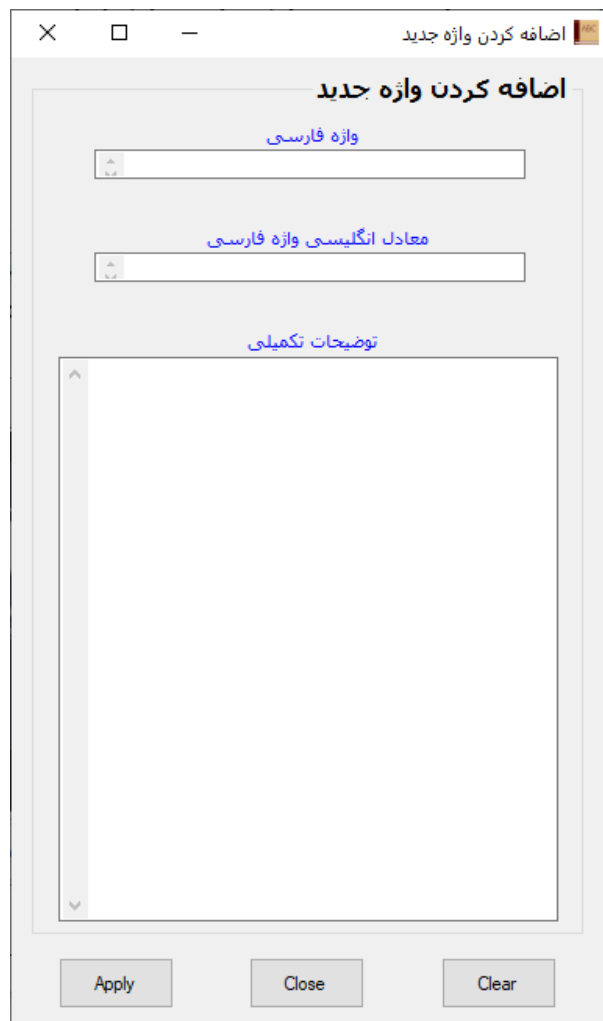 اضافه کردن واژه جدید
اضافه کردن واژه جدید
واژه فارسی
معادل انگلیسی واژه فارسی
توضیحات تکمیلی
Apply Close Clear